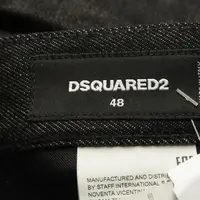 DSQUARED2
48
MANUFACTURED AND DISTRIB
BY STAFF INTERNATIONAL
NOVENTA VICENTINA